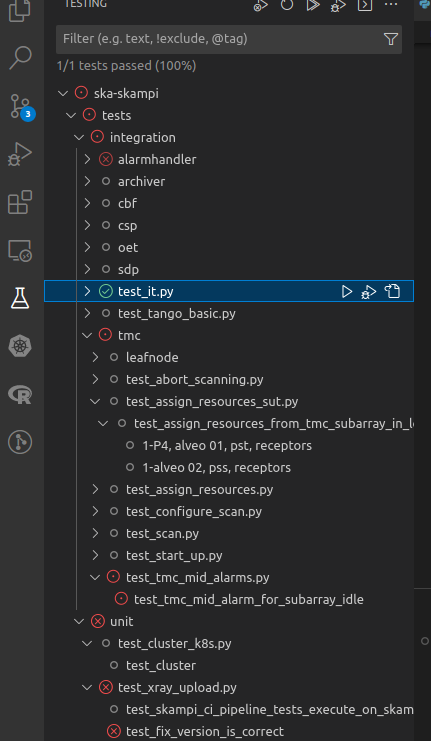 TESTING
Filter (e.g. text, !exclude, @tag)
1/1 tests passed (100%)
ska-skampi
tests
3
integration
alarmhandler
archiver
cbf
csp
oet
sdp
test_it.py
test_tango_basic.py
tmc
leafnode
test_abort_scanning.py
test_assign_resources_sut.py
test_assign_resources_from_tmc_subarray_in_l
1-P4, alveo 01, pst, receptors
1-alveo 02, pss, receptors
test_assign_resources.py
test_configure_scan.py
test_scan.py
test_start_up.py
test_tmc_mid_alarms.py
test_tmc_mid_alarm_for_subarray_idle
unit
test_cluster_k8s.py
test_cluster
test_xray_upload.py
test_skampi_ci_pipeline_tests_execute_on_skam
test_fix_version_is_correct